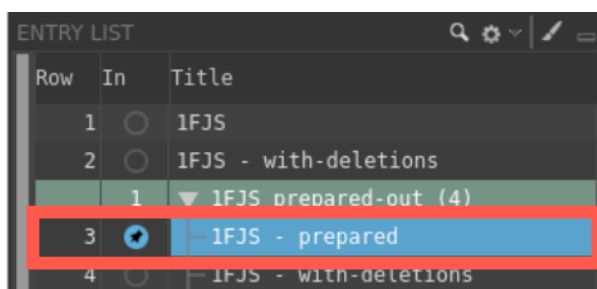 ENTRY LIST
Row In Title
1 1FJS
2 1FJS - with-deletions
1 1FJS prepared-out (4)
3 1FJS - prepared
4 1FJS - with-deletions